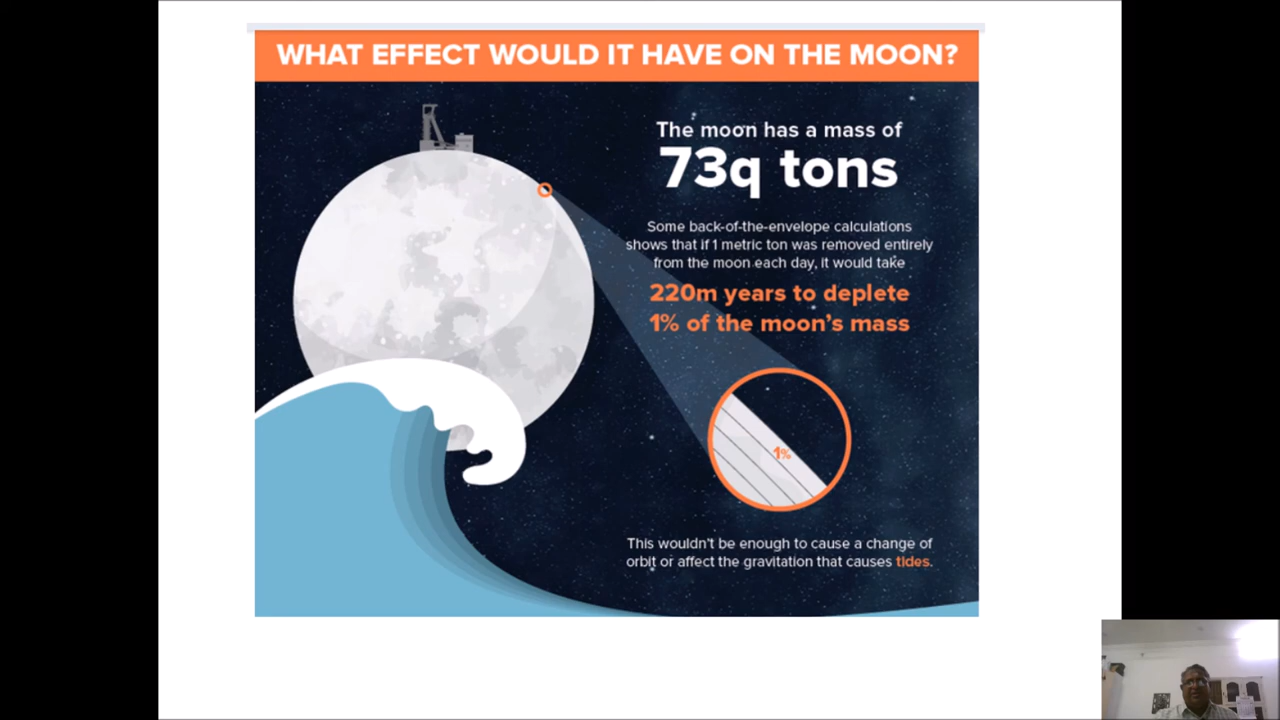 WHAT EFFECT WOULD IT HAVE ON THE MOON?
The moon has a mass of
73q tons
Some back-of-the-envelope calculations
shows that if 1 metric ton was removed entirely
from the moon each day, it would take
220m years to deplete
1% of the moon's mass
1%
This wouldn't be enough to cause a change of
orbit or affect the gravitation that causes tides.